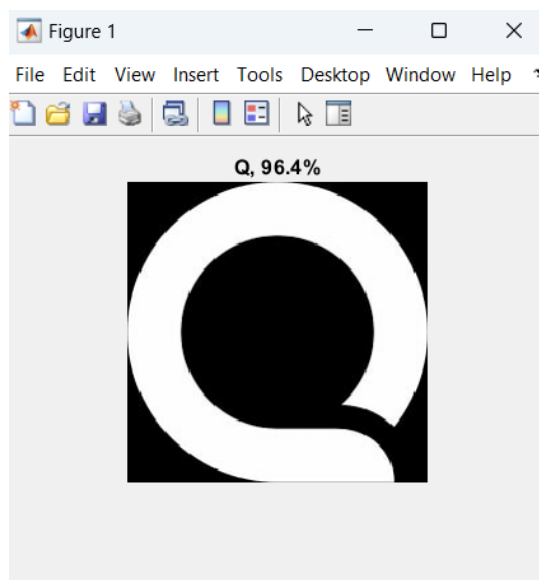 Figure 1
File Edit View Insert Tools Desktop Window Help
Q, 96.4%
Q